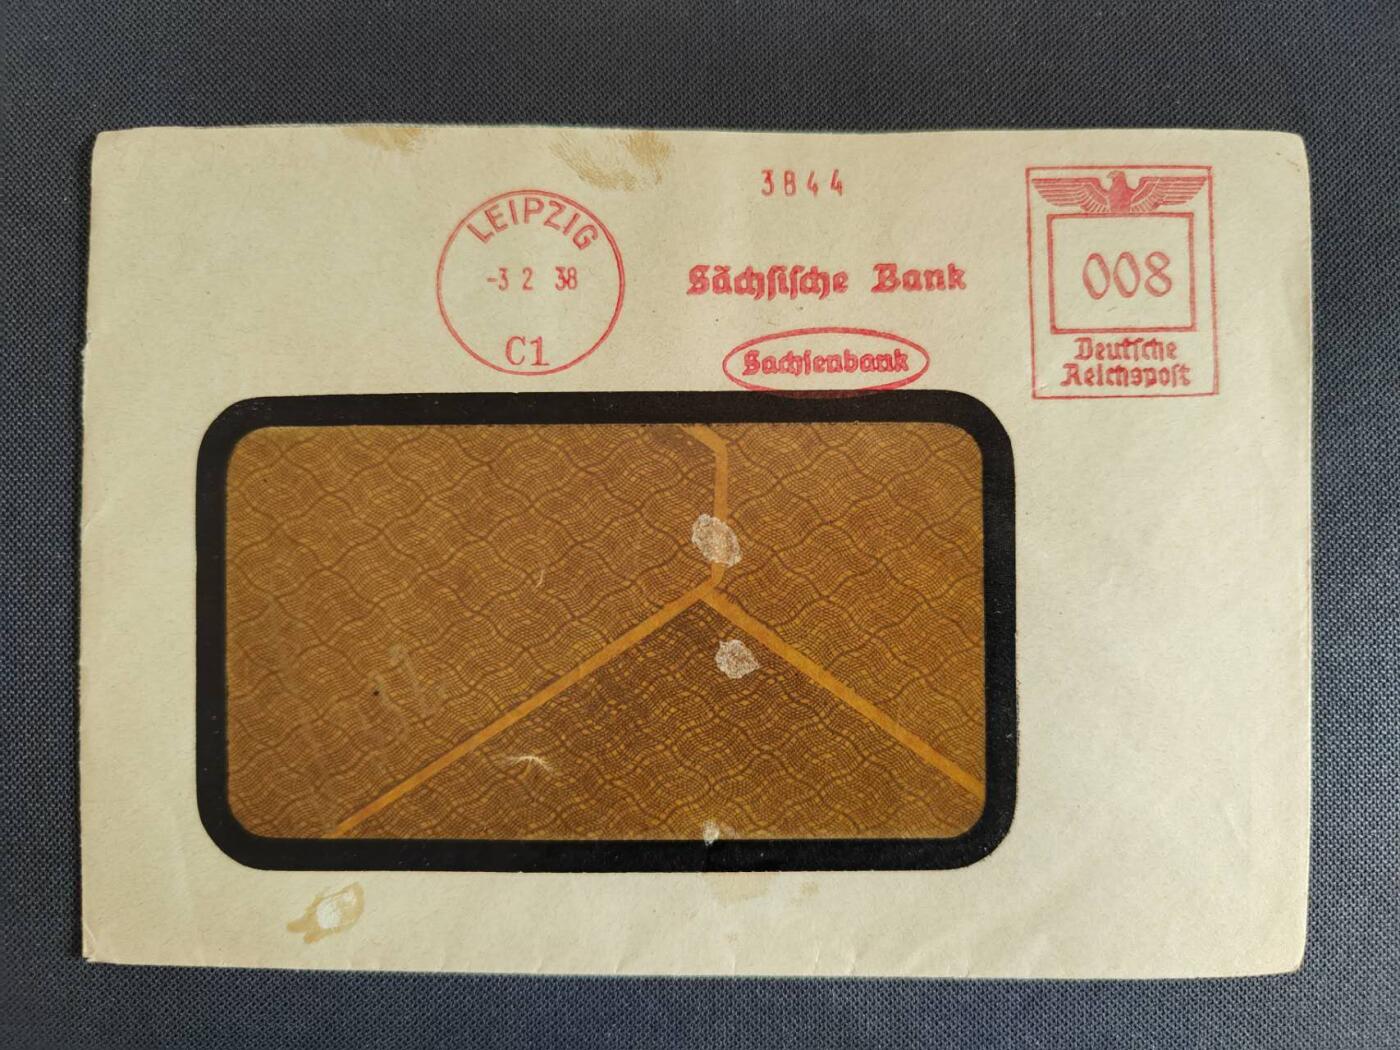 3844
LEIPZIG
-3 2 38
C1
Sächsische Bank
Sachsenbank
008
Deutsche
Reichspost